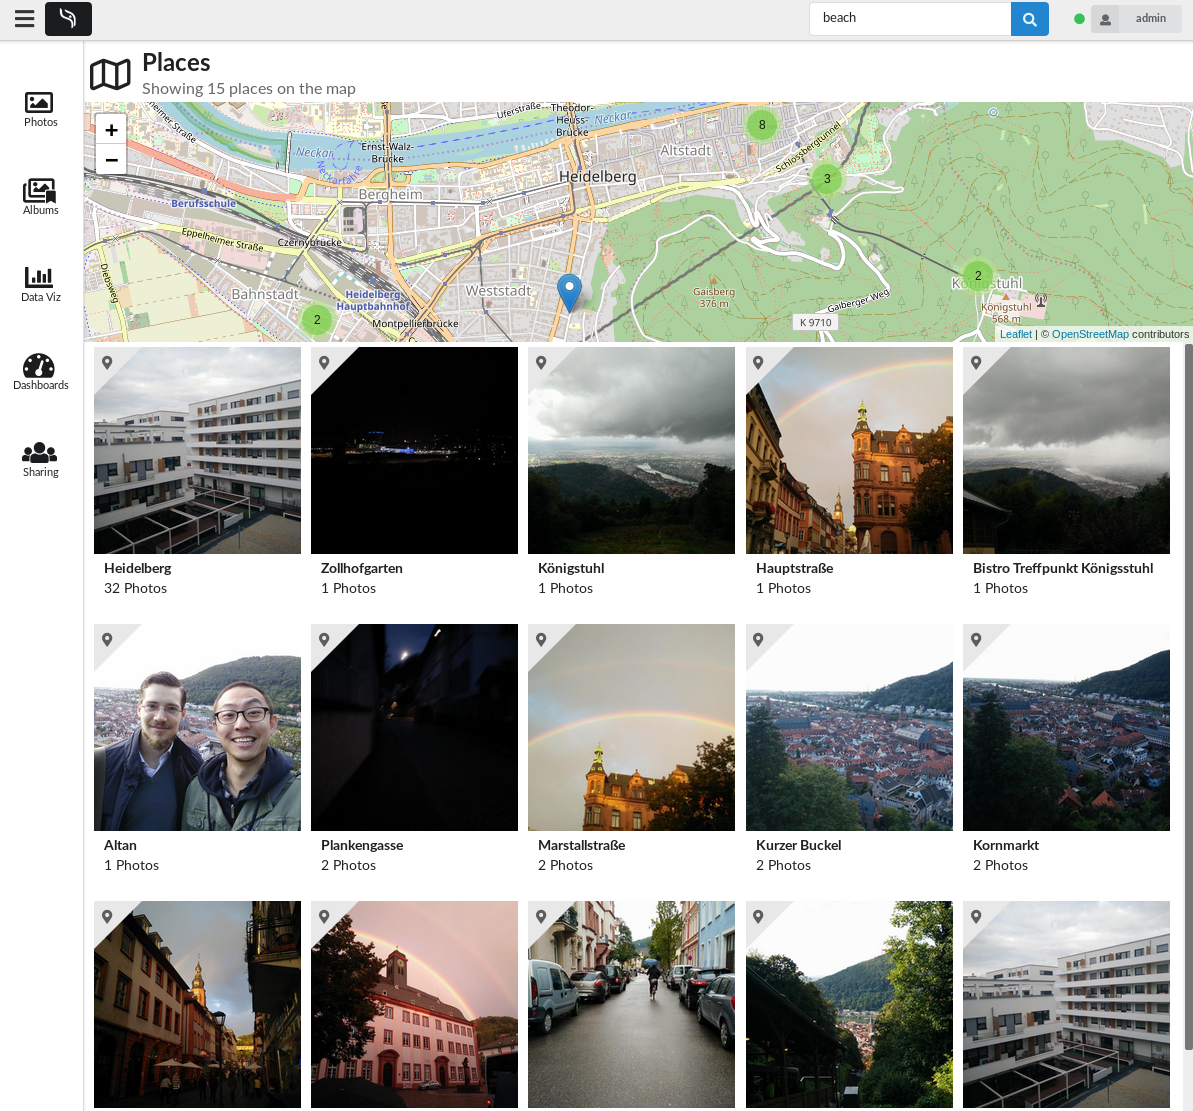 beach
admin
Places
Showing 15 places on the map
Photos
Albums
Data Viz
Dashboards
Sharing
+
−
Uferstraße
Theodor-
Heuss-
Brücke
Neckar
Ernst-Walz-
Brücke
Neckar
Neckarfähre
Bergheim
Berufsschule
Eppelheimer Straße
Czernybrücke
Diebsweg
Bahnstadt
Heidelberg
Hauptbahnhof
Montpellierbrücke
Weststadt
Heidelberg
Altstadt
Schlossbergtunnel
8
3
2
2
Gaisberg
376 m
Gaiberger Weg
K 9710
Königstuhl
Königstuhl
568 m
Leaflet | © OpenStreetMap contributors
Heidelberg
32 Photos
Zollhofgarten
1 Photos
Königstuhl
1 Photos
Hauptstraße
1 Photos
Bistro Treffpunkt Königsstuhl
1 Photos
Altan
1 Photos
Plankengasse
2 Photos
Marstallstraße
2 Photos
Kurzer Buckel
2 Photos
Kornmarkt
2 Photos